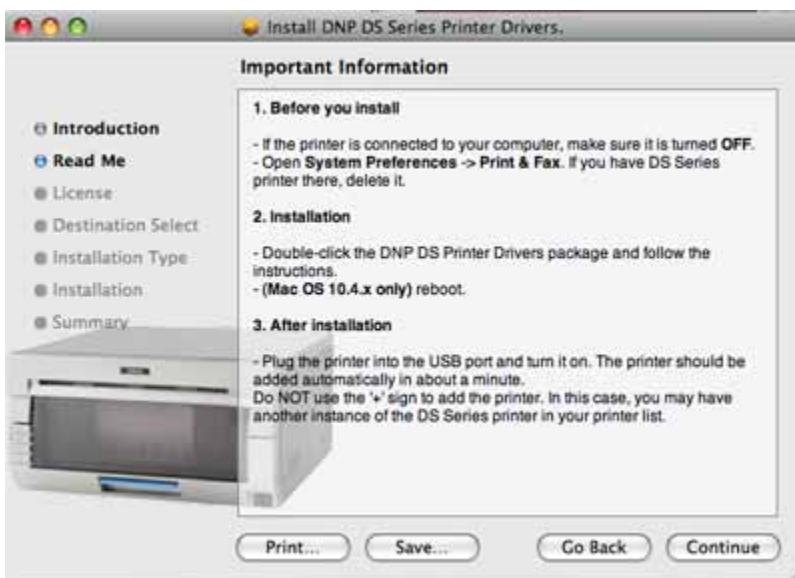 Install DNP DS Series Printer Drivers.
Important Information
Introduction
Read Me
License
Destination Select
Installation Type
Installation
Summary
1. Before you install
- If the printer is connected to your computer, make sure it is turned OFF.
- Open System Preferences -> Print & Fax. If you have DS Series
printer there, delete it.
2. Installation
- Double-click the DNP DS Printer Drivers package and follow the
instructions.
- (Mac OS 10.4.x only) reboot.
3. After installation
- Plug the printer into the USB port and turn it on. The printer should be
added automatically in about a minute.
Do NOT use the '+' sign to add the printer. In this case, you may have
another instance of the DS Series printer in your printer list.
Print...
Save...
Go Back
Continue